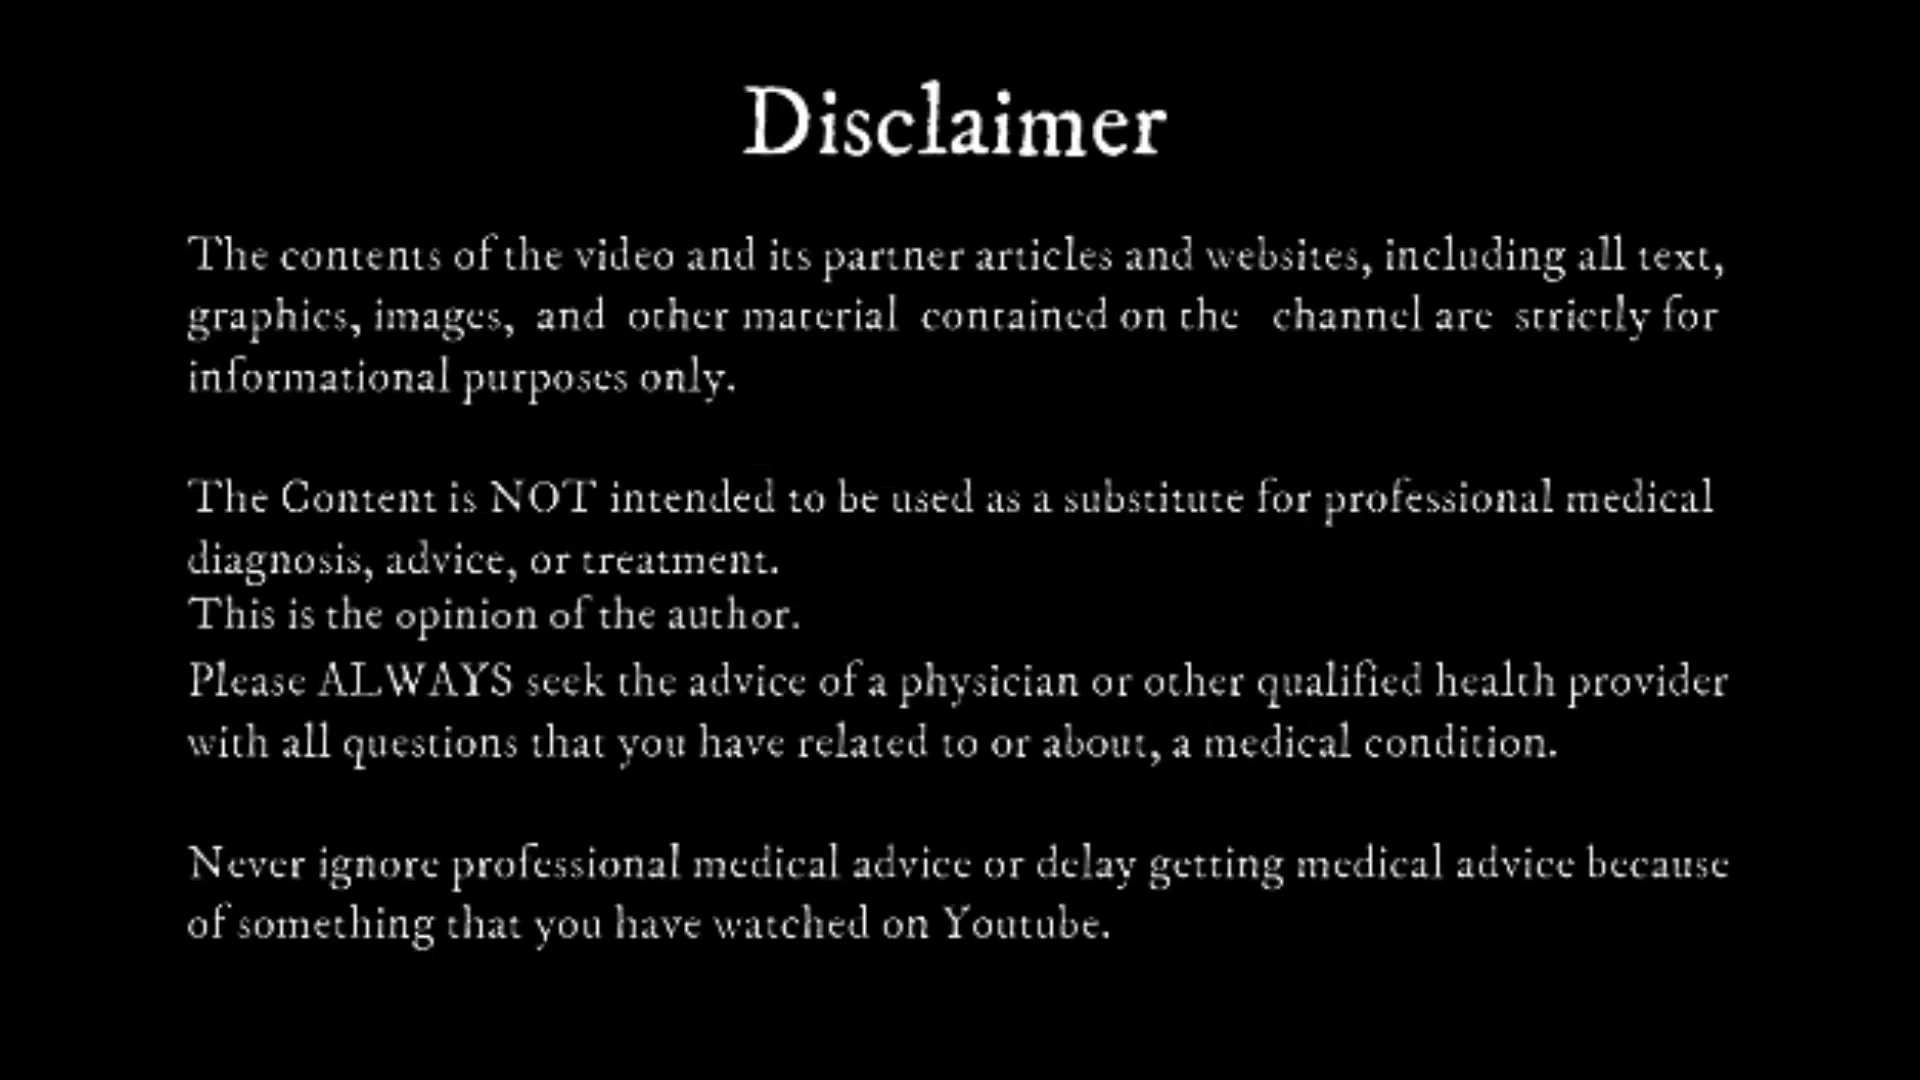 Disclaimer
The contents of the video and its partner articles and websites, including all text,
graphics, images, and other material contained on the channel are strictly for
informational purposes only.
The Content is NOT intended to be used as a substitute for professional medical
diagnosis, advice, or treatment.
This is the opinion of the author.
Please ALWAYS seek the advice of a physician or other qualified health provider
with all questions that you have related to or about, a medical condition.
Never ignore professional medical advice or delay getting medical advice because
of something that you have watched on Youtube.